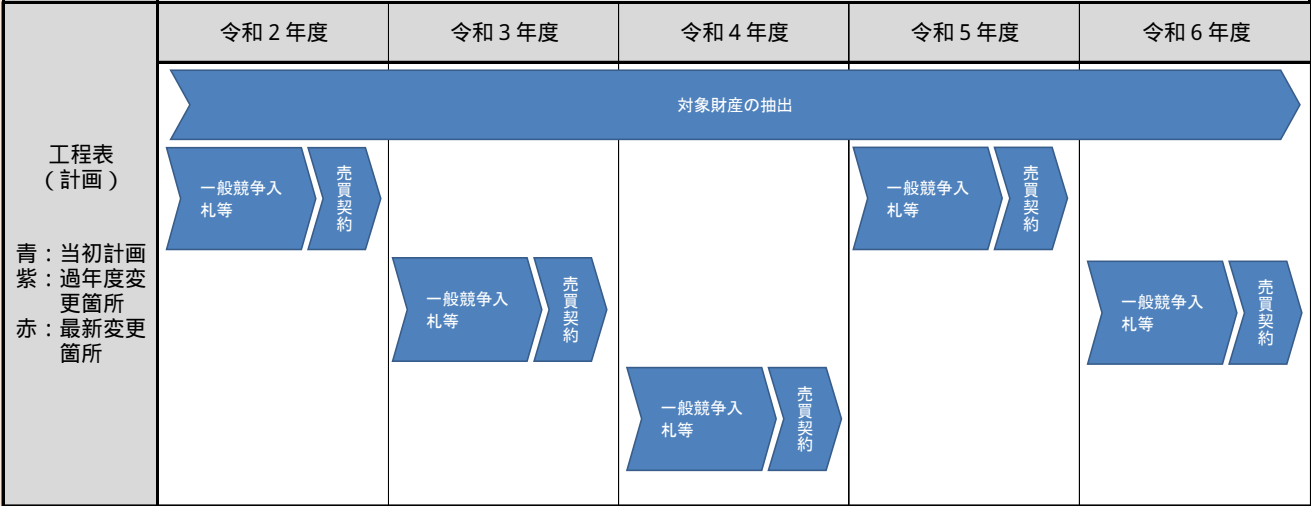 令和２年度
令和３年度
令和４年度
令和５年度
令和６年度
工程表
（計画）
青：当初計画
紫：過年度変
更箇所
赤：最新変更
箇所
対象財産の抽出
一般競争入
札等
売買契約
一般競争入
札等
売買契約
一般競争入
札等
売買契約
一般競争入
札等
売買契約
一般競争入
札等
売買契約